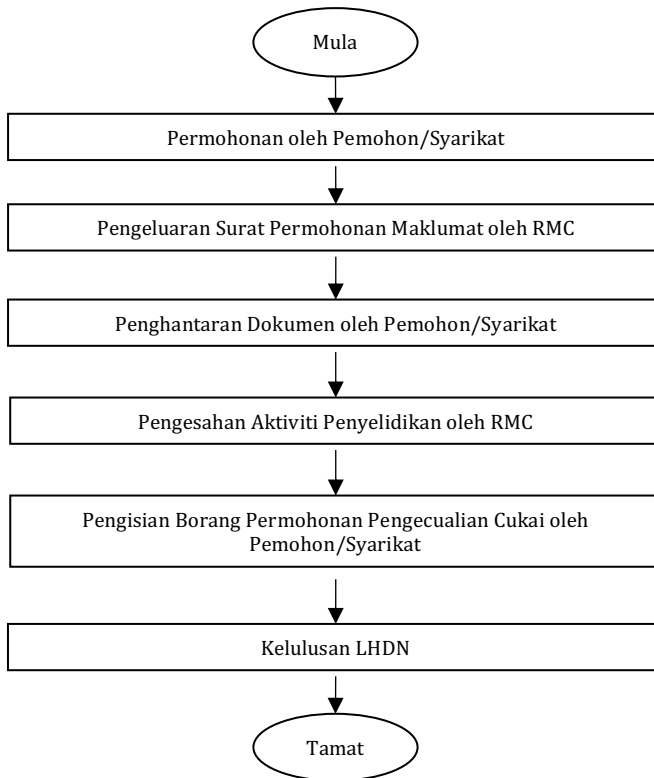 Mula
Permohonan oleh Pemohon/Syarikat
Pengeluaran Surat Permohonan Maklumat oleh RMC
Penghantaran Dokumen oleh Pemohon/Syarikat
Pengesahan Aktiviti Penyelidikan oleh RMC
Pengisian Borang Permohonan Pengecualian Cukai oleh
Pemohon/Syarikat
Kelulusan LHDN
Tamat